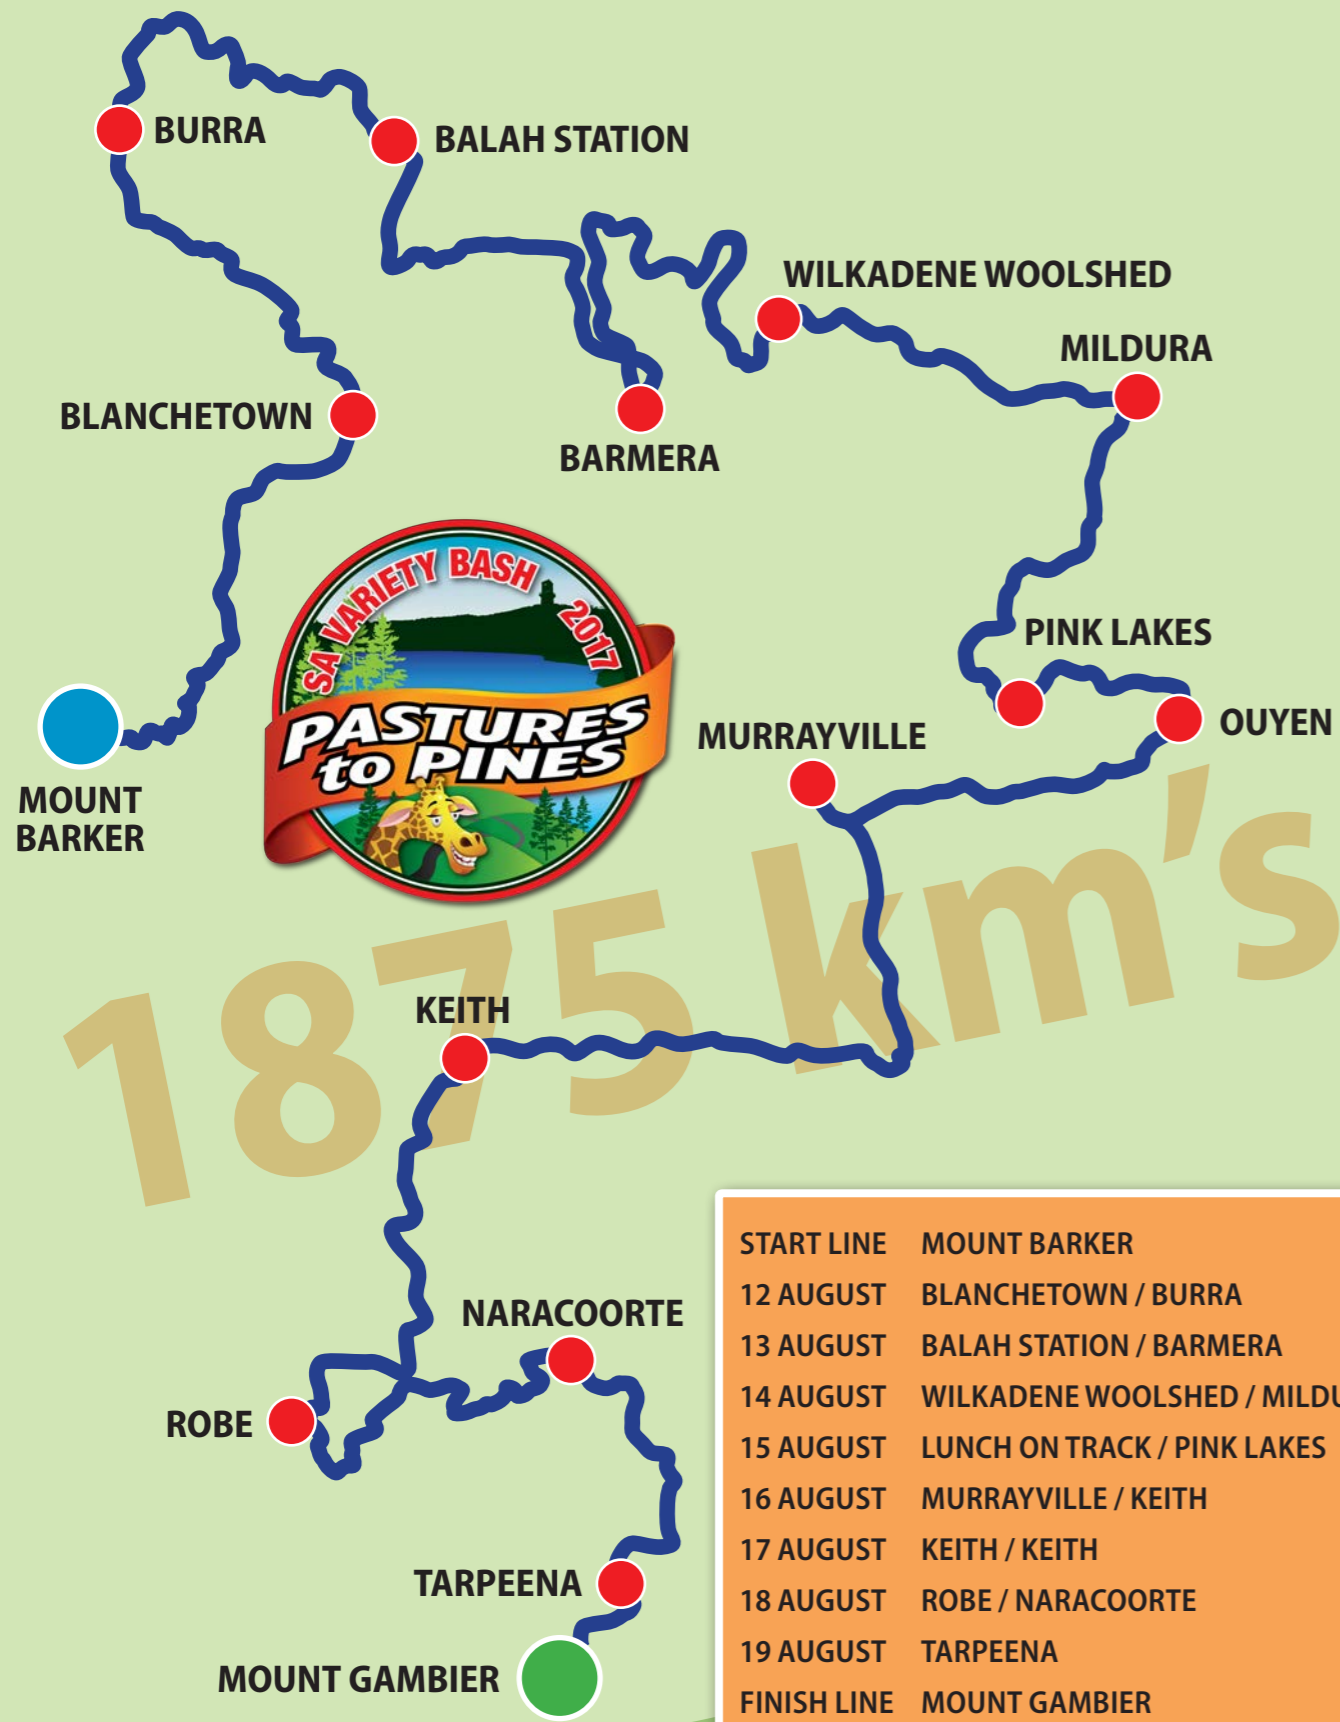 BURRA
BALAH STATION
WILKADENE WOOLSHED
MILDURA
BLANCHETOWN
BARMERA
SA VARIETY BASH 2017
PASTURES
to PINES
PINK LAKES
OUYEN
MURRAYVILLE
MOUNT
BARKER
1875 km's
KEITH
NARACOORTE
ROBE
TARPEENA
MOUNT GAMBIER
START LINE MOUNT BARKER
12 AUGUST BLANCHETOWN / BURRA
13 AUGUST BALAH STATION / BARMERA
14 AUGUST WILKADENE WOOLSHED / MILDU
15 AUGUST LUNCH ON TRACK / PINK LAKES
16 AUGUST MURRAYVILLE / KEITH
17 AUGUST KEITH / KEITH
18 AUGUST ROBE / NARACOORTE
19 AUGUST TARPEENA
FINISH LINE MOUNT GAMBIER